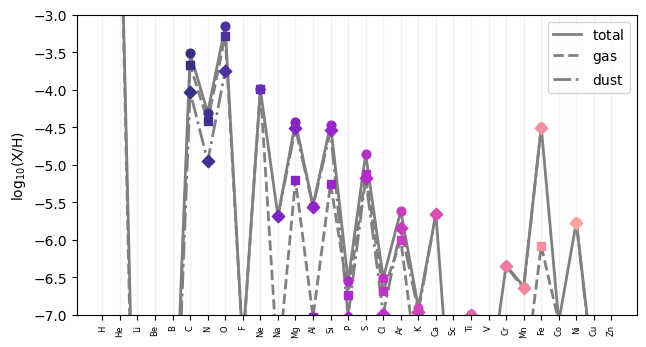 log10(X/H)
−3.0
−3.5
−4.0
−4.5
−5.0
−5.5
−6.0
−6.5
−7.0
total
gas
dust
H He Li Be B C N O F Ne Na Mg Al Si P S Cl Ar K Ca Sc Ti V Cr Mn Fe Co Ni Cu Zn